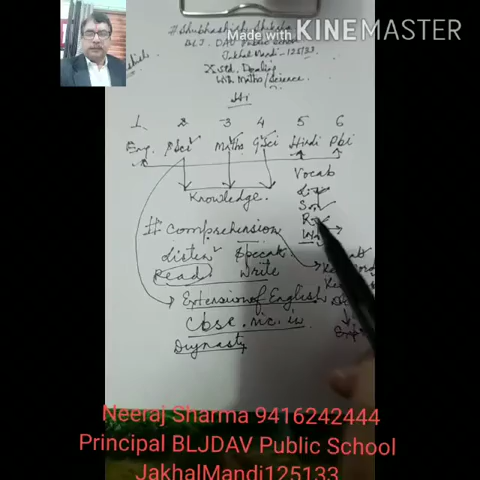 Made with KINEMASTER
# Shubhashish Shiksha
BLJ DAV Public School
Jakhal Mandi-125133
Std. Dealing
with Maths/Science.
1 2 3 4 5 6
Eng. S.Sci Maths G.Sci Hindi Pbi
Knowledge.
Vocab
# Comprehension
listen Speak
Read Write
Extension of English
Cbse.nic.in
Neeraj Sharma 9416242444
Principal BLJDAV Public School
JakhalMandi125133